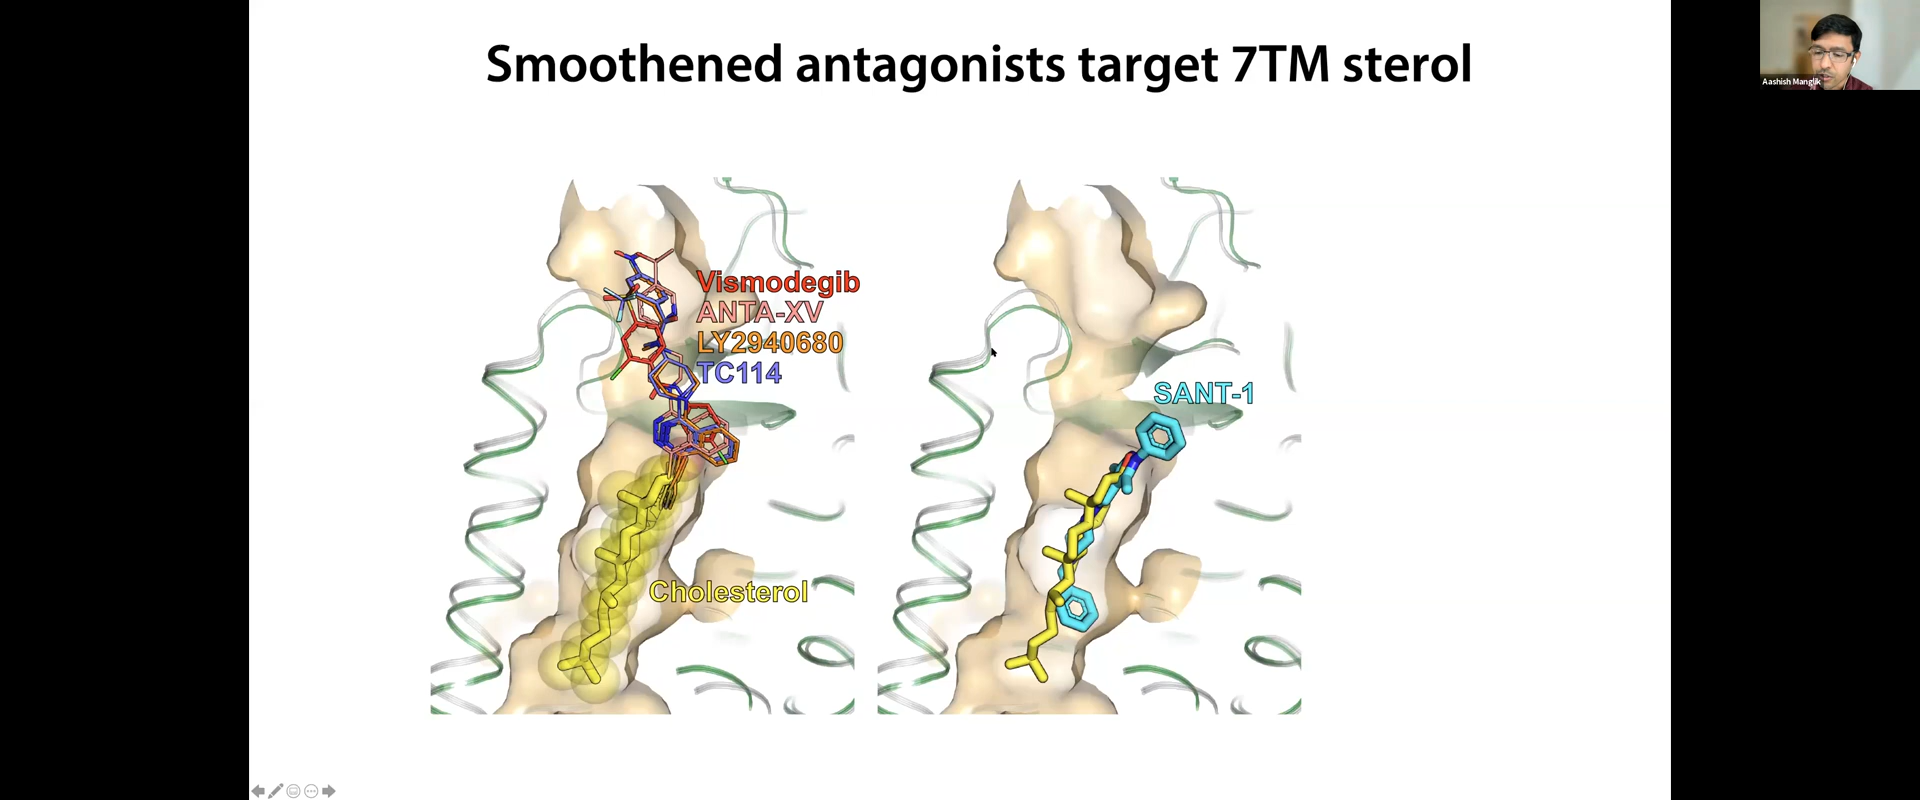 Smoothened antagonists target 7TM sterol
Aashish Manglik
Vismodegib
ANTA-XV
LY2940680
TC114
Cholesterol
SANT-1